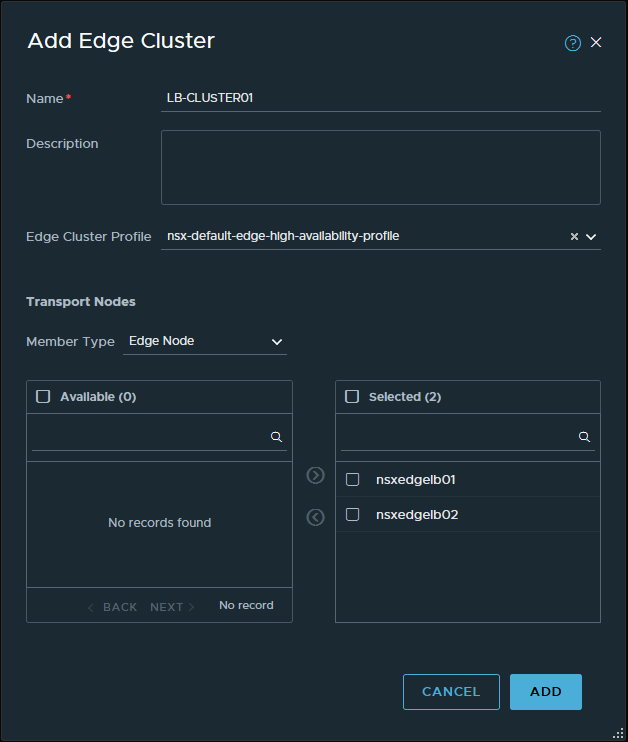 Add Edge Cluster
Name*
LB-CLUSTER01
Description
Edge Cluster Profile
nsx-default-edge-high-availability-profile
Transport Nodes
Member Type
Edge Node
Available (0)
Selected (2)
No records found
nsxedgelb01
nsxedgelb02
BACK NEXT No record
CANCEL ADD